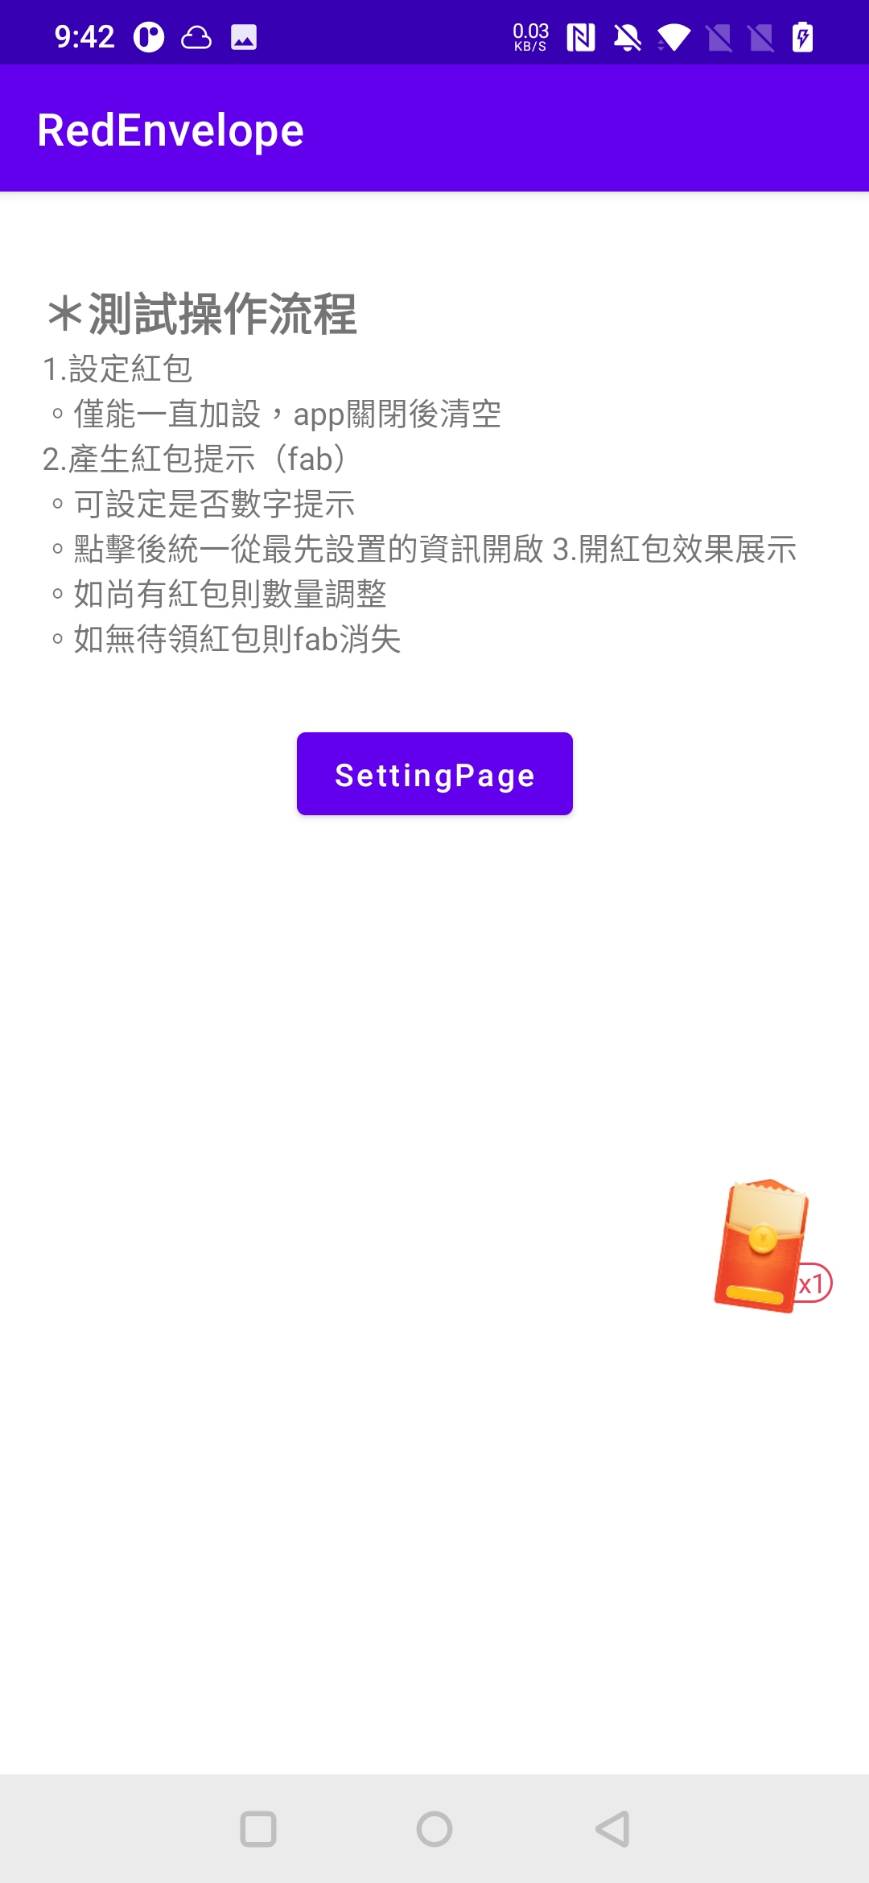 9:42
0.03
KB/S
RedEnvelope
＊測試操作流程
1.設定紅包
。僅能一直加設，app關閉後清空
2.產生紅包提示（fab）
。可設定是否數字提示
。點擊後統一從最先設置的資訊開啟 3.開紅包效果展示
。如尚有紅包則數量調整
。如無待領紅包則fab消失
SettingPage
x1